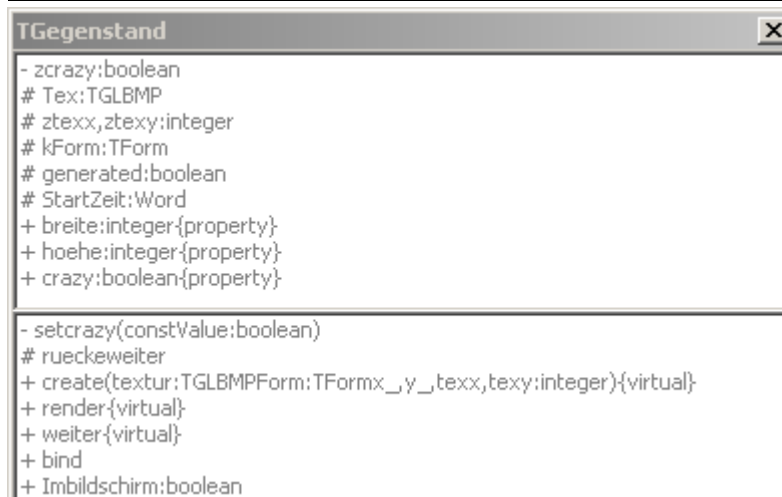 TGegenstand
- zcrazy:boolean
# Tex:TGLBMP
# ztexx,ztexy:integer
# kForm:TForm
# generated:boolean
# StartZeit:Word
+ breite:integer{property}
+ hoehe:integer{property}
+ crazy:boolean{property}
- setcrazy(constValue:boolean)
# rueckeweiter
+ create(textur:TGLBMPForm:TFormx_,y_,texx,texy:integer){virtual}
+ render{virtual}
+ weiter{virtual}
+ bind
+ Imbildschirm:boolean